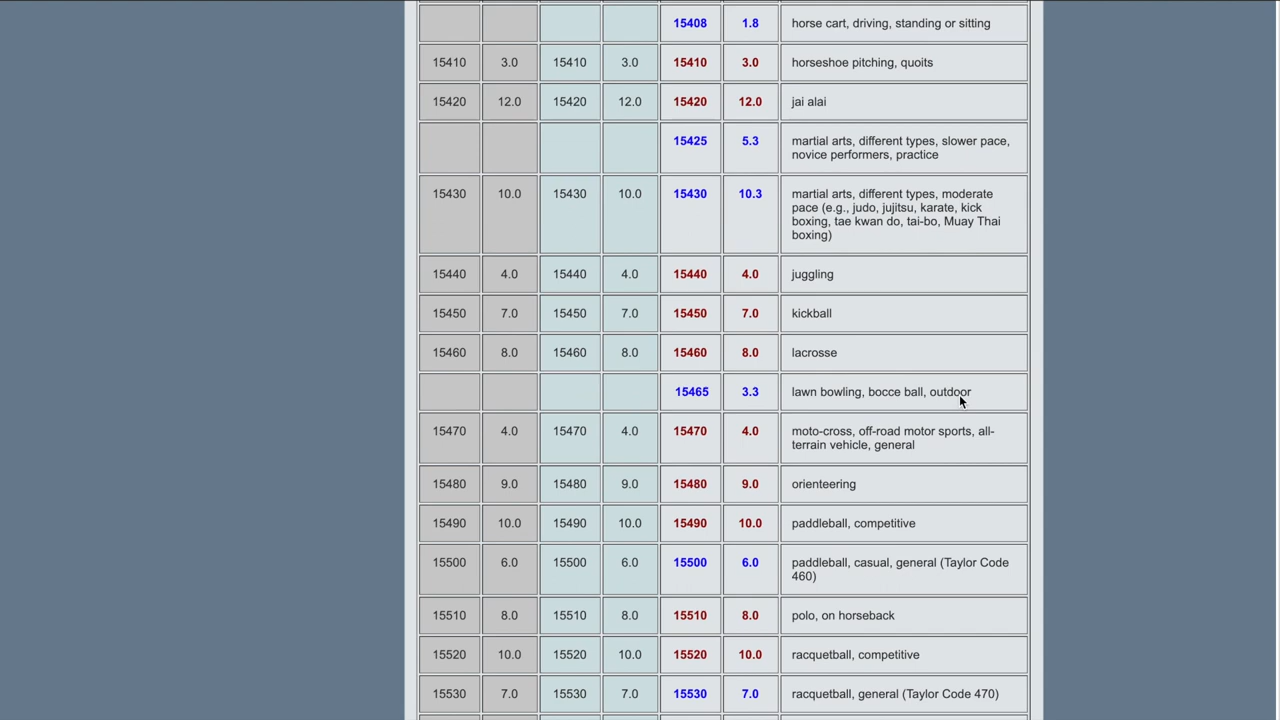 15408 1.8 horse cart, driving, standing or sitting
15410 3.0 15410 3.0 15410 3.0 horseshoe pitching, quoits
15420 12.0 15420 12.0 15420 12.0 jai alai
15425 5.3 martial arts, different types, slower pace,
novice performers, practice
15430 10.0 15430 10.0 15430 10.3 martial arts, different types, moderate
pace (e.g., judo, jujitsu, karate, kick
boxing, tae kwan do, tai-bo, Muay Thai
boxing)
15440 4.0 15440 4.0 15440 4.0 juggling
15450 7.0 15450 7.0 15450 7.0 kickball
15460 8.0 15460 8.0 15460 8.0 lacrosse
15465 3.3 lawn bowling, bocce ball, outdoor
15470 4.0 15470 4.0 15470 4.0 moto-cross, off-road motor sports, all-
terrain vehicle, general
15480 9.0 15480 9.0 15480 9.0 orienteering
15490 10.0 15490 10.0 15490 10.0 paddleball, competitive
15500 6.0 15500 6.0 15500 6.0 paddleball, casual, general (Taylor Code
460)
15510 8.0 15510 8.0 15510 8.0 polo, on horseback
15520 10.0 15520 10.0 15520 10.0 racquetball, competitive
15530 7.0 15530 7.0 15530 7.0 racquetball, general (Taylor Code 470)